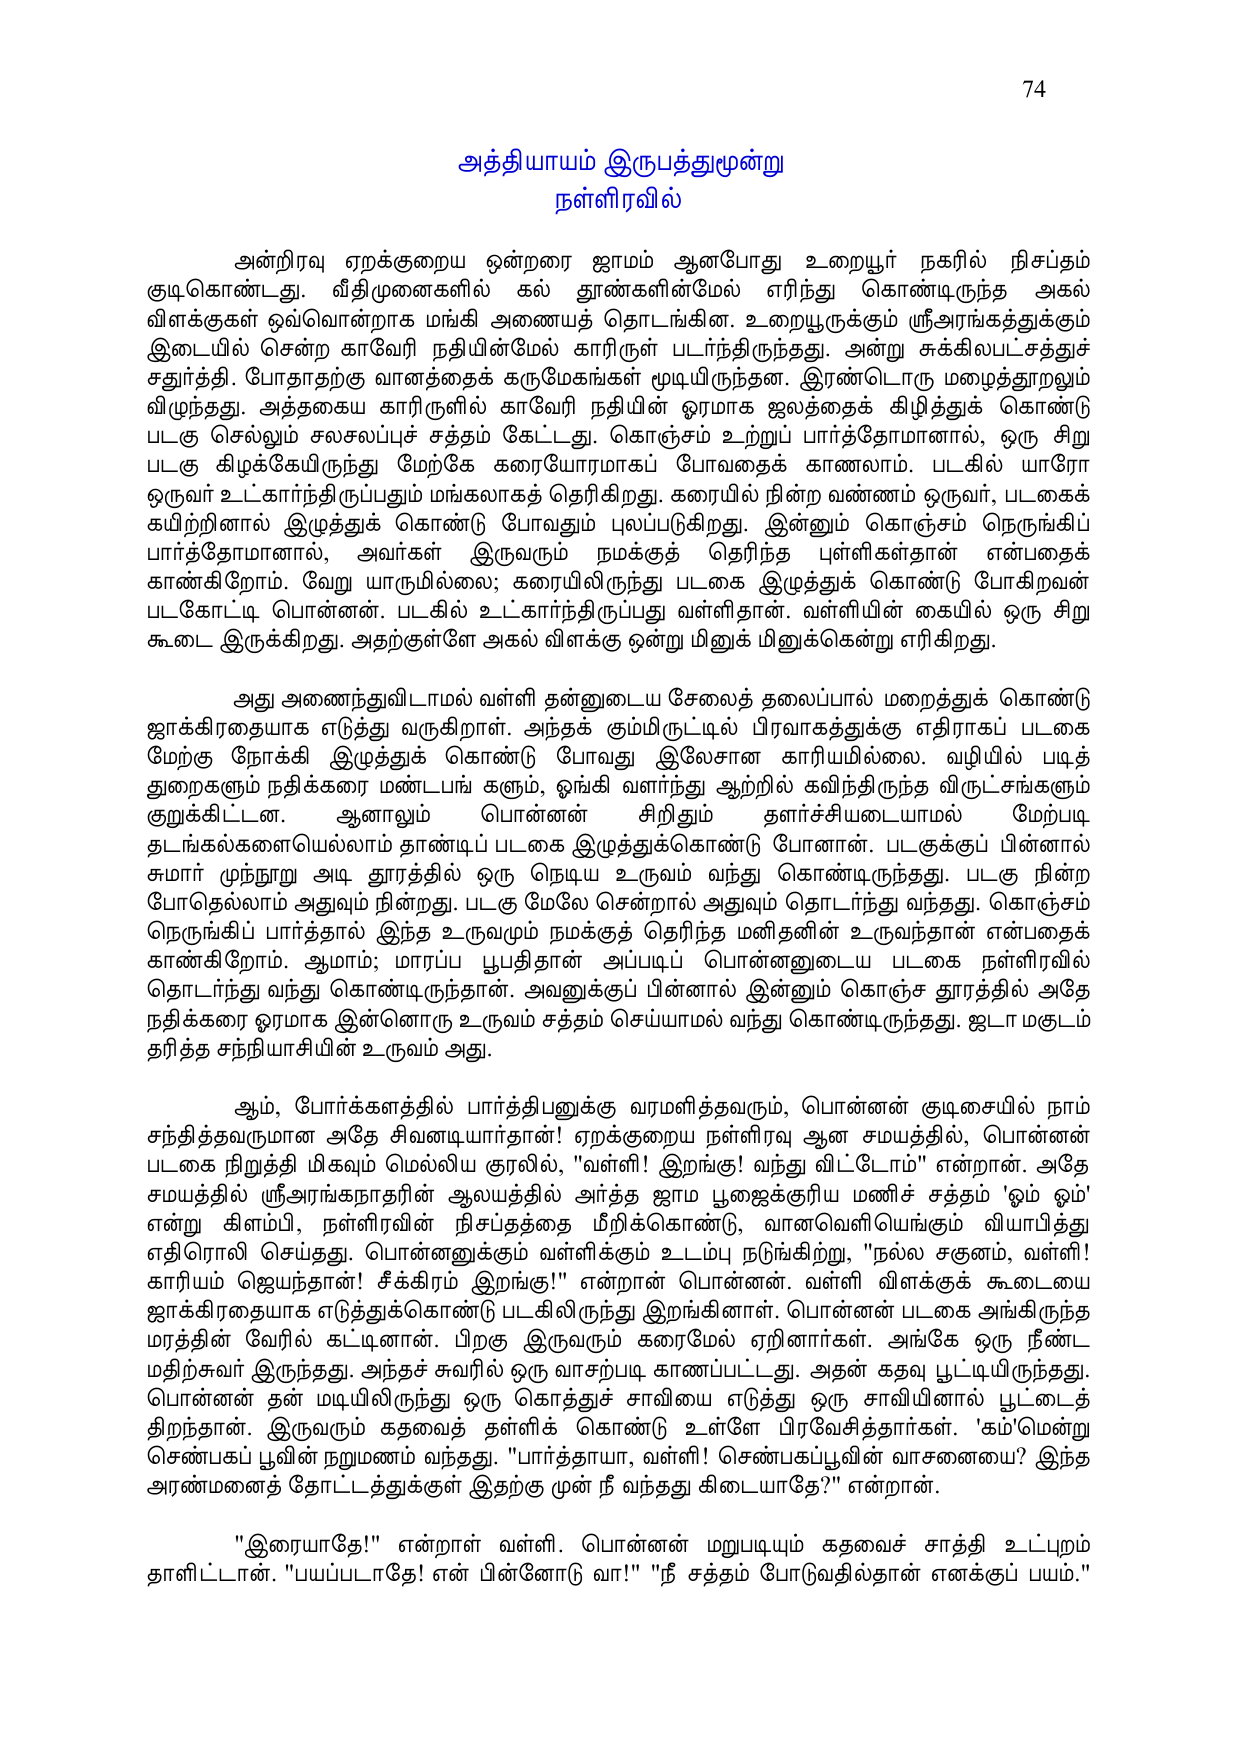 74
அத்தியாயம் இருபத்துமூன்று
நள்ளிரவில்
அன்றிரவு ஏறக்குறைய ஒன்றரை ஜாமம் ஆனபோது உறையூர் நகரில் நிசப்தம்
குடிகொண்டது. வீதிமுனைகளில் கல் தூண்களின்மேல் எரிந்து கொண்டிருந்த அகல்
விளக்குகள் ஒவ்வொன்றாக மங்கி அணையத் தொடங்கின. உறையூருக்கும் ஸ்ரீஅரங்கத்துக்கும்
இடையில் சென்ற காவேரி நதியின்மேல் காரிருள் படர்ந்திருந்தது. அன்று சுக்கிலபட்சத்துச்
சதுர்த்தி. போதாதற்கு வானத்தைக் கருமேகங்கள் மூடியிருந்தன. இரண்டொரு மழைத்தூறலும்
விழுந்தது. அத்தகைய காரிருளில் காவேரி நதியின் ஓரமாக ஜலத்தைக் கிழித்துக் கொண்டு
படகு செல்லும் சலசலப்புச் சத்தம் கேட்டது. கொஞ்சம் உற்றுப் பார்த்தோமானால், ஒரு சிறு
படகு கிழக்கேயிருந்து மேற்கே கரையோரமாகப் போவதைக் காணலாம். படகில் யாரோ
ஒருவர் உட்கார்ந்திருப்பதும் மங்கலாகத் தெரிகிறது. கரையில் நின்ற வண்ணம் ஒருவர், படகைக்
கயிற்றினால் இழுத்துக் கொண்டு போவதும் புலப்படுகிறது. இன்னும் கொஞ்சம் நெருங்கிப்
பார்த்தோமானால், அவர்கள் இருவரும் நமக்குத் தெரிந்த புள்ளிகள்தான் என்பதைக்
காண்கிறோம். வேறு யாருமில்லை; கரையிலிருந்து படகை இழுத்துக் கொண்டு போகிறவன்
படகோட்டி பொன்னன். படகில் உட்கார்ந்திருப்பது வள்ளிதான். வள்ளியின் கையில் ஒரு சிறு
கூடை இருக்கிறது. அதற்குள்ளே அகல் விளக்கு ஒன்று மினுக் மினுக்கென்று எரிகிறது.
அது அணைந்துவிடாமல் வள்ளி தன்னுடைய சேலைத் தலைப்பால் மறைத்துக் கொண்டு
ஜாக்கிரதையாக எடுத்து வருகிறாள். அந்தக் கும்மிருட்டில் பிரவாகத்துக்கு எதிராகப் படகை
மேற்கு நோக்கி இழுத்துக் கொண்டு போவது இலேசான காரியமில்லை. வழியில் படித்
துறைகளும் நதிக்கரை மண்டபங் களும், ஓங்கி வளர்ந்து ஆற்றில் கவிந்திருந்த விருட்சங்களும்
குறுக்கிட்டன. ஆனாலும் பொன்னன் சிறிதும் தளர்ச்சியடையாமல் மேற்படி
தடங்கல்களையெல்லாம் தாண்டிப் படகை இழுத்துக்கொண்டு போனான். படகுக்குப் பின்னால்
சுமார் முந்நூறு அடி தூரத்தில் ஒரு நெடிய உருவம் வந்து கொண்டிருந்தது. படகு நின்ற
போதெல்லாம் அதுவும் நின்றது. படகு மேலே சென்றால் அதுவும் தொடர்ந்து வந்தது. கொஞ்சம்
நெருங்கிப் பார்த்தால் இந்த உருவமும் நமக்குத் தெரிந்த மனிதனின் உருவந்தான் என்பதைக்
காண்கிறோம். ஆமாம்; மாரப்ப பூபதிதான் அப்படிப் பொன்னனுடைய படகை நள்ளிரவில்
தொடர்ந்து வந்து கொண்டிருந்தான். அவனுக்குப் பின்னால் இன்னும் கொஞ்ச தூரத்தில் அதே
நதிக்கரை ஓரமாக இன்னொரு உருவம் சத்தம் செய்யாமல் வந்து கொண்டிருந்தது. ஜடா மகுடம்
தரித்த சந்நியாசியின் உருவம் அது.
ஆம், போர்க்களத்தில் பார்த்திபனுக்கு வரமளித்தவரும், பொன்னன் குடிசையில் நாம்
சந்தித்தவருமான அதே சிவனடியார்தான்! ஏறக்குறைய நள்ளிரவு ஆன சமயத்தில், பொன்னன்
படகை நிறுத்தி மிகவும் மெல்லிய குரலில், "வள்ளி! இறங்கு! வந்து விட்டோம்" என்றான். அதே
சமயத்தில் ஸ்ரீஅரங்கநாதரின் ஆலயத்தில் அர்த்த ஜாம பூஜைக்குரிய மணிச் சத்தம் 'ஓம் ஓம்'
என்று கிளம்பி, நள்ளிரவின் நிசப்தத்தை மீறிக்கொண்டு, வானவெளியெங்கும் வியாபித்து
எதிரொலி செய்தது. பொன்னனுக்கும் வள்ளிக்கும் உடம்பு நடுங்கிற்று, "நல்ல சகுனம், வள்ளி!
காரியம் ஜெயந்தான்! சீக்கிரம் இறங்கு!" என்றான் பொன்னன். வள்ளி விளக்குக் கூடையை
ஜாக்கிரதையாக எடுத்துக்கொண்டு படகிலிருந்து இறங்கினாள். பொன்னன் படகை அங்கிருந்த
மரத்தின் வேரில் கட்டினான். பிறகு இருவரும் கரைமேல் ஏறினார்கள். அங்கே ஒரு நீண்ட
மதிற்சுவர் இருந்தது. அந்தச் சுவரில் ஒரு வாசற்படி காணப்பட்டது. அதன் கதவு பூட்டியிருந்தது.
பொன்னன் தன் மடியிலிருந்து ஒரு கொத்துச் சாவியை எடுத்து ஒரு சாவியினால் பூட்டைத்
திறந்தான். இருவரும் கதவைத் தள்ளிக் கொண்டு உள்ளே பிரவேசித்தார்கள். 'கம்'மென்று
செண்பகப் பூவின் நறுமணம் வந்தது. "பார்த்தாயா, வள்ளி! செண்பகப்பூவின் வாசனையை? இந்த
அரண்மனைத் தோட்டத்துக்குள் இதற்கு முன் நீ வந்தது கிடையாதே?" என்றான்.
"இரையாதே!" என்றாள் வள்ளி. பொன்னன் மறுபடியும் கதவைச் சாத்தி உட்புறம்
தாளிட்டான். "பயப்படாதே! என் பின்னோடு வா!" "நீ சத்தம் போடுவதில்தான் எனக்குப் பயம்."